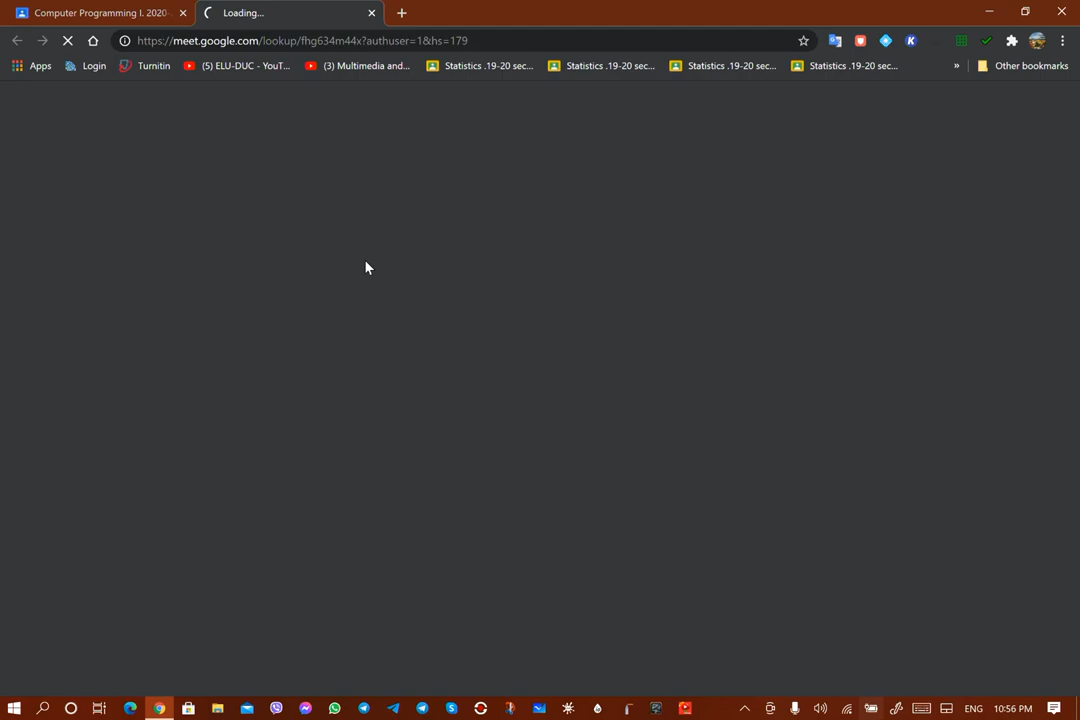 Computer Programming I. 2020-
Loading...
https://meet.google.com/lookup/fhg634m44x?authuser=1&hs=179
Apps
Login
Turnitin
(5) ELU-DUC - YouT...
(3) Multimedia and...
Statistics .19-20 sec...
Statistics .19-20 sec...
Statistics .19-20 sec...
Statistics .19-20 sec...
»
Other bookmarks
ENG
10:56 PM